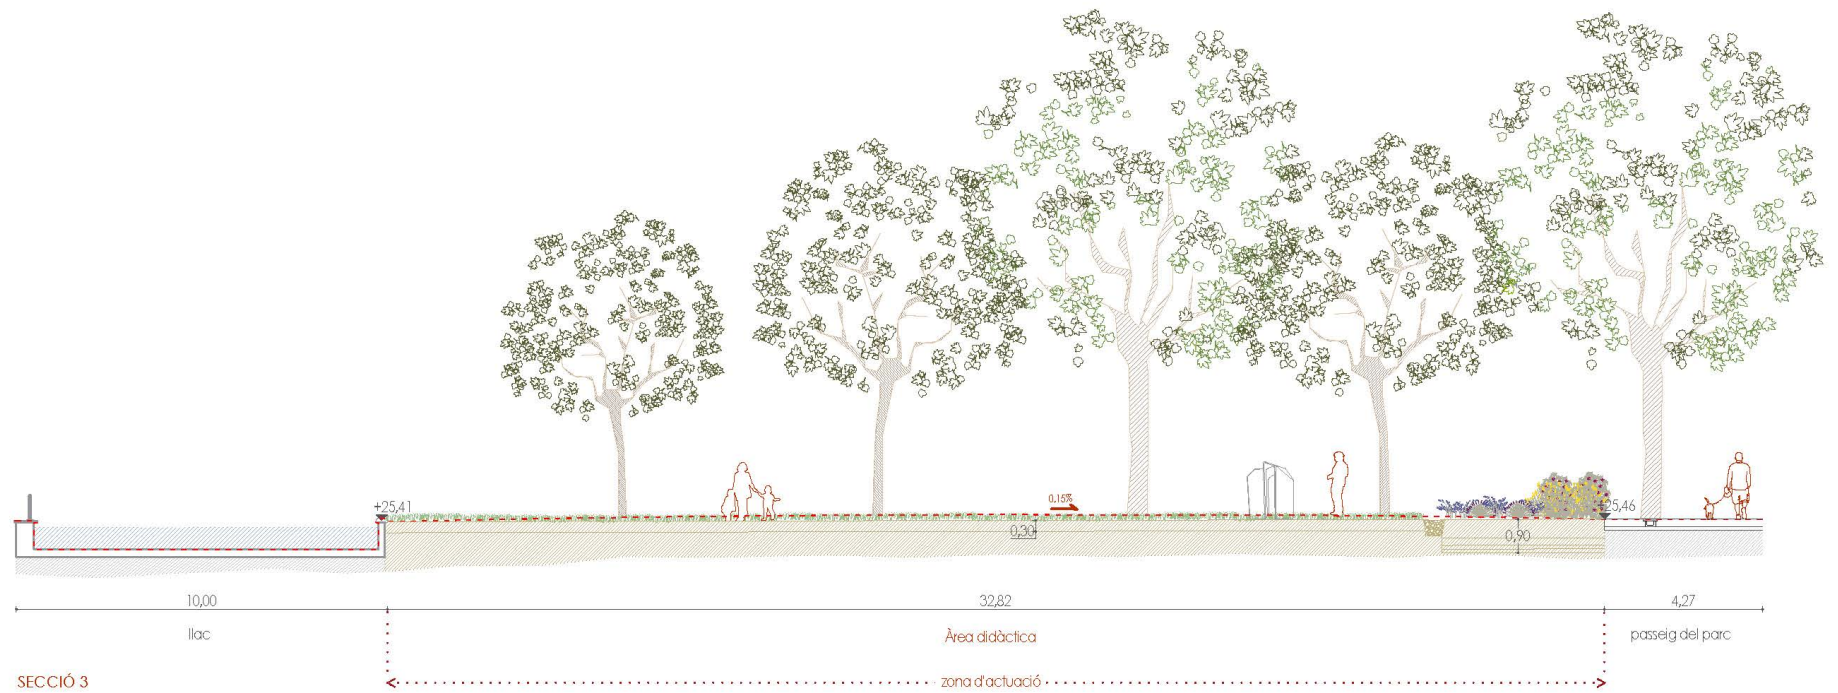 0,15%
+25,41
25,46
0,30
0,90
10,00
32,82
4,27
llac
Àrea didàctica
passeig del parc
SECCIÓ 3
zona d'actuació